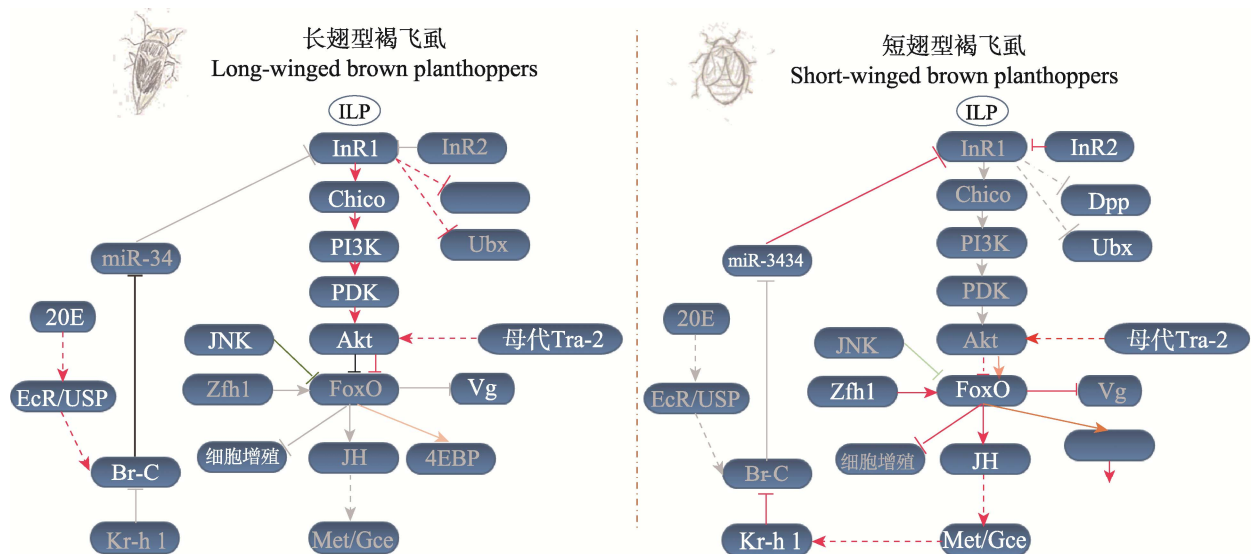 长翅型褐飞虱
Long-winged brown planthoppers
ILP
InR1
InR2
Chico
PI3K
Ubx
miR-34
PDK
20E
JNK
Akt
母代Tra-2
Zfh1
FoxO
Vg
EcR/USP
细胞增殖
JH
4EBP
Br-C
Kr-h 1
Met/Gce
短翅型褐飞虱
Short-winged brown planthoppers
ILP
InR1
InR2
Chico
Dpp
PI3K
Ubx
miR-3434
PDK
20E
JNK
Akt
母代Tra-2
Zfh1
FoxO
Vg
EcR/USP
细胞增殖
JH
Br-C
Kr-h 1
Met/Gce